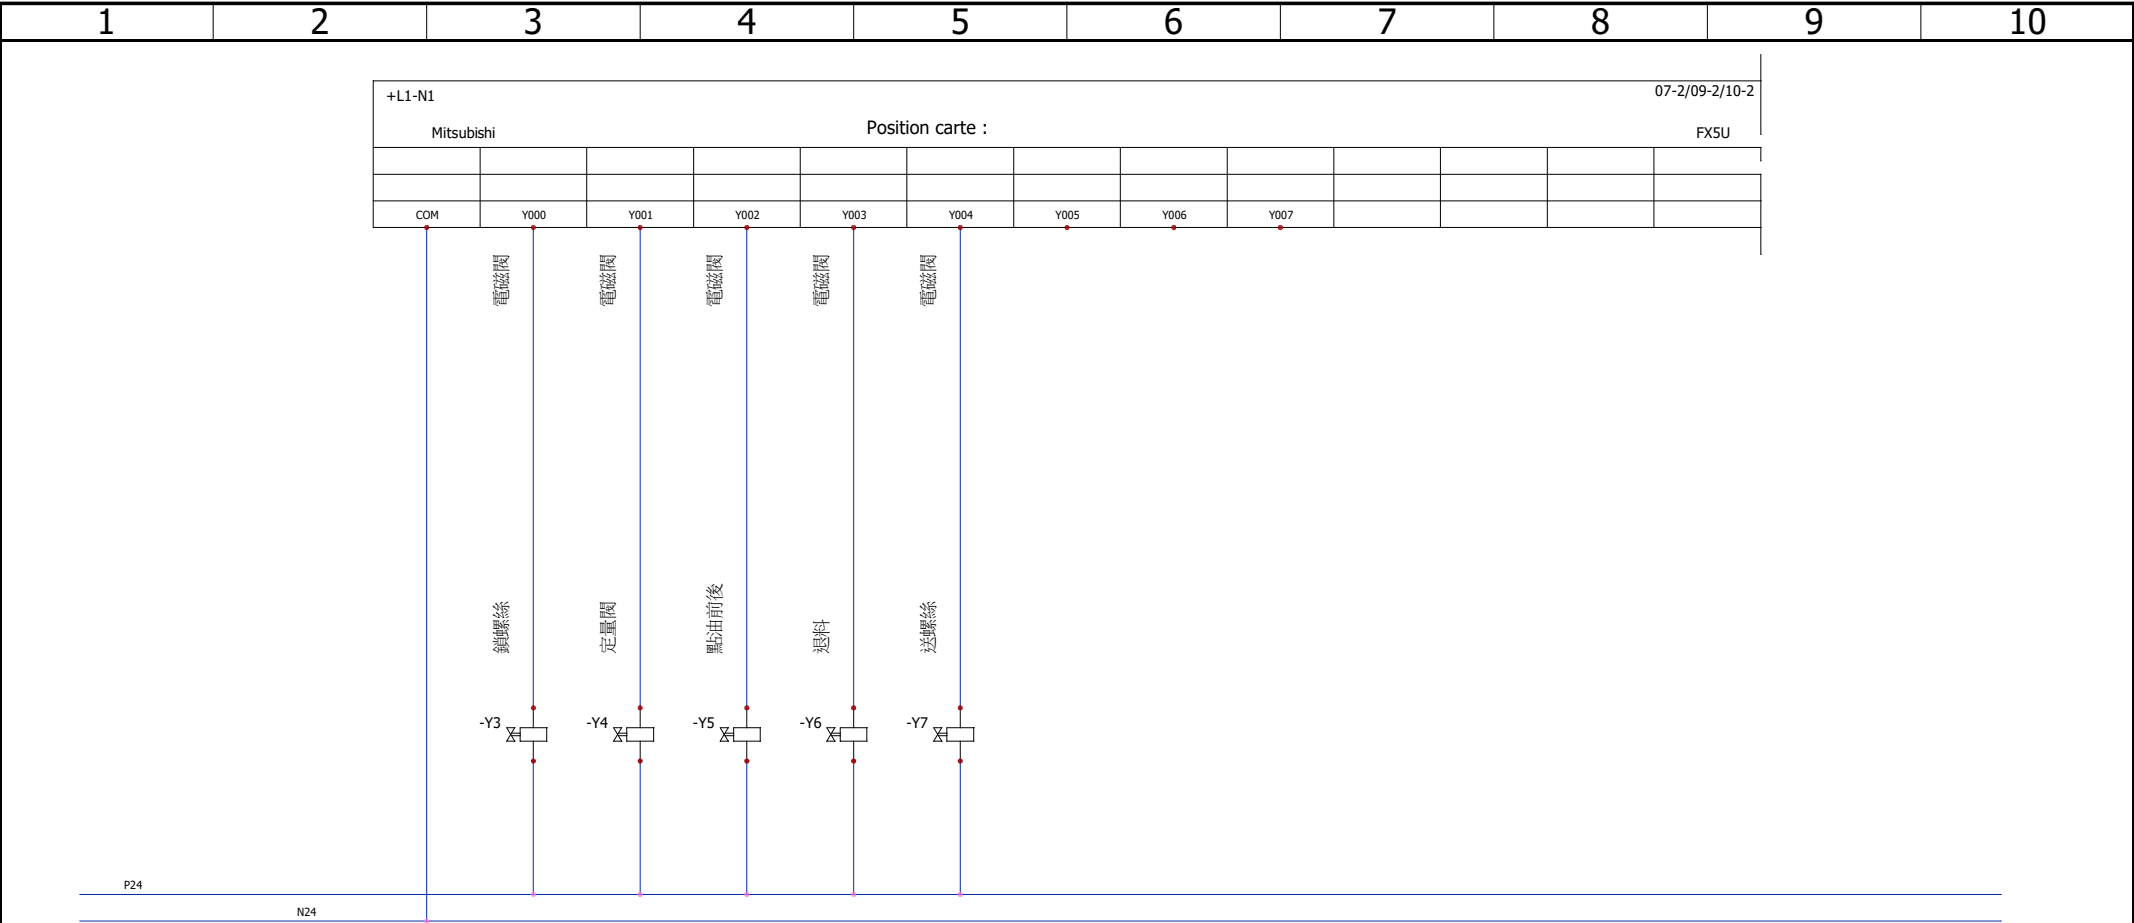 1 2 3 4 5 6 7 8 9 10
+L1-N1 07-2/09-2/10-2
Mitsubishi Position carte : FX5U
COM Y000 Y001 Y002 Y003 Y004 Y005 Y006 Y007
電磁閥 電磁閥 電磁閥 電磁閥 電磁閥
鎖螺絲 定量閥 點油前後 退料 送螺絲
-Y3 -Y4 -Y5 -Y6 -Y7
P24
N24